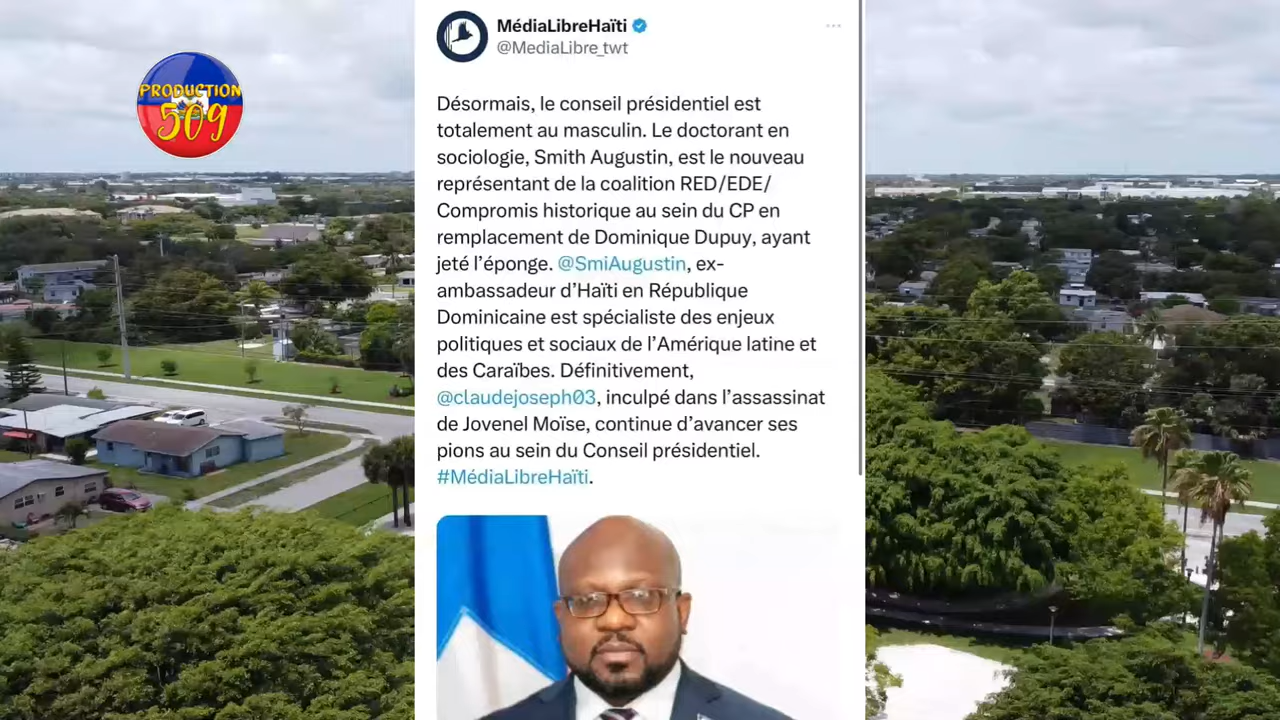 PRODUCTION
509
MédiaLibreHaïti
@MediaLibre_twt
Désormais, le conseil présidentiel est
totalement au masculin. Le doctorant en
sociologie, Smith Augustin, est le nouveau
représentant de la coalition RED/EDE/
Compromis historique au sein du CP en
remplacement de Dominique Dupuy, ayant
jeté l’éponge. @SmiAugustin, ex-
ambassadeur d’Haïti en République
Dominicaine est spécialiste des enjeux
politiques et sociaux de l’Amérique latine et
des Caraïbes. Définitivement,
@claudejoseph03, inculpé dans l’assassinat
de Jovenel Moïse, continue d’avancer ses
pions au sein du Conseil présidentiel.
#MédiaLibreHaïti.